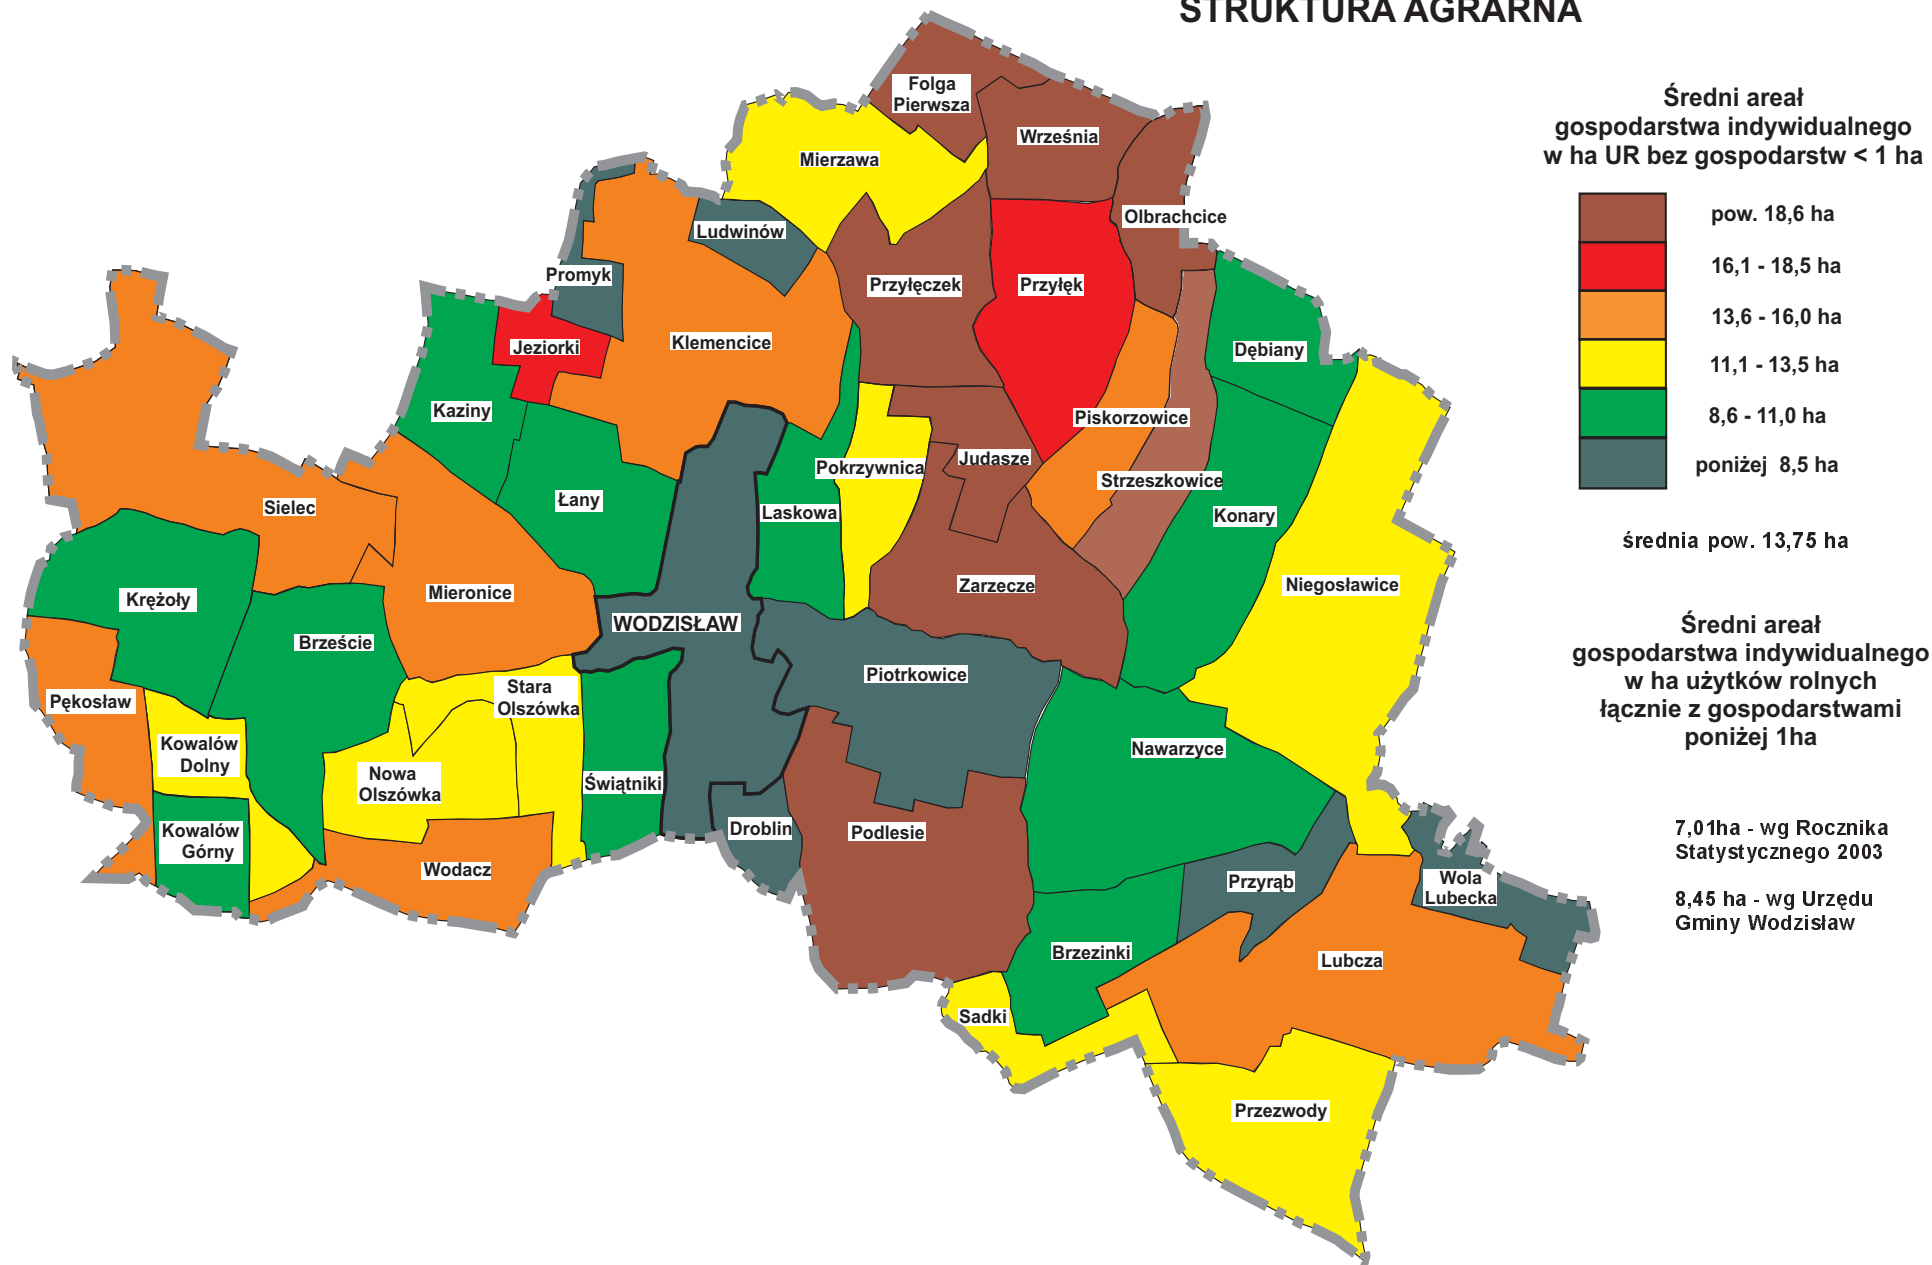 STRUKTURA AGRARNA
Średni areał
gospodarstwa indywidualnego
w ha UR bez gospodarstw < 1 ha
pow. 18,6 ha
16,1 - 18,5 ha
13,6 - 16,0 ha
11,1 - 13,5 ha
8,6 - 11,0 ha
poniżej 8,5 ha
średnia pow. 13,75 ha
Średni areał
gospodarstwa indywidualnego
w ha użytków rolnych
łącznie z gospodarstwami
poniżej 1ha
7,01ha - wg Rocznika
Statystycznego 2003
8,45 ha - wg Urzędu
Gminy Wodzisław
Folga
Pierwsza
Września
Mierzawa
Olbrachcice
Ludwinów
Promyk
Przyłęczek
Przyłęk
Klemencice
Jeziorki
Dębiany
Kaziny
Piskorzowice
Judasze
Pokrzywnica
Strzeszkowice
Łany
Sielec
Laskowa
Konary
Niegosławice
Zarzecze
Mieronice
Krężoły
WODZISŁAW
Brzeście
Piotrkowice
Stara
Olszówka
Pękosław
Kowalów
Dolny
Nawarzyce
Nowa
Olszówka
Świątniki
Droblin
Podlesie
Kowalów
Górny
Wodacz
Przyrąb
Wola
Lubecka
Brzezinki
Lubcza
Sadki
Przezwody